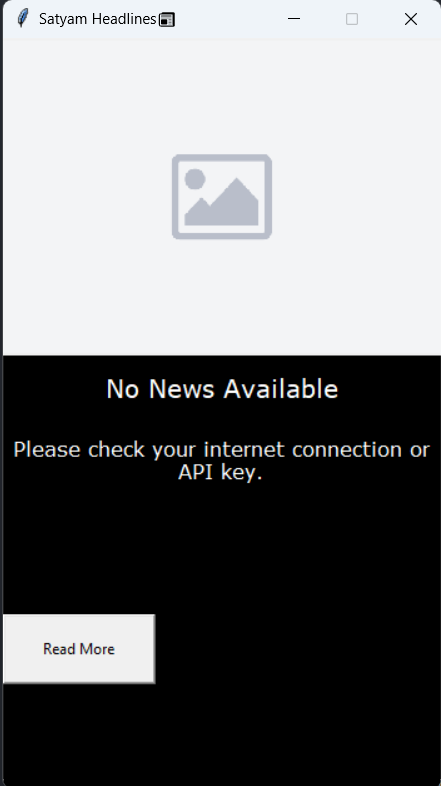 Satyam Headlines📰
No News Available
Please check your internet connection or
API key.
Read More